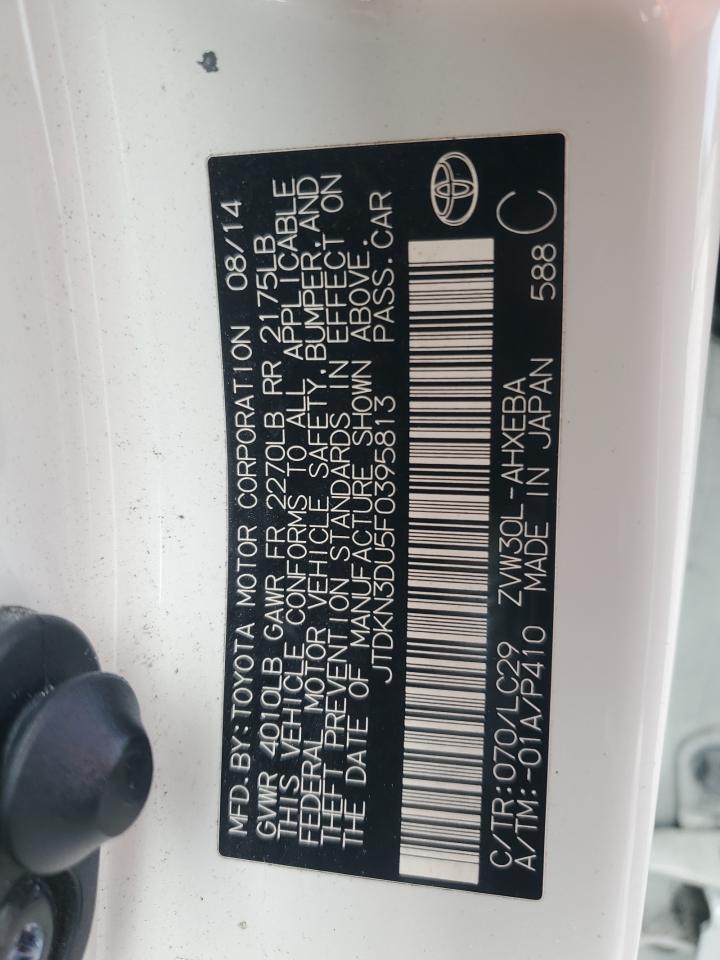 MFD.BY:TOYOTA MOTOR CORPORATION 08/14
GVWR 4010LB GAWR FR 2270LB RR 2175LB
THIS VEHICLE CONFORMS TO ALL APPLICABLE
FEDERAL MOTOR VEHICLE SAFETY,BUMPER,AND
THEFT PREVENTION STANDARDS IN EFFECT ON
THE DATE OF MANUFACTURE SHOWN ABOVE.
JTDKN3DU5F0395813 PASS.CAR
C/TR:070/LC29 ZVW30L-AHXEBA
A/TM:-01A/P410 MADE IN JAPAN 588 C